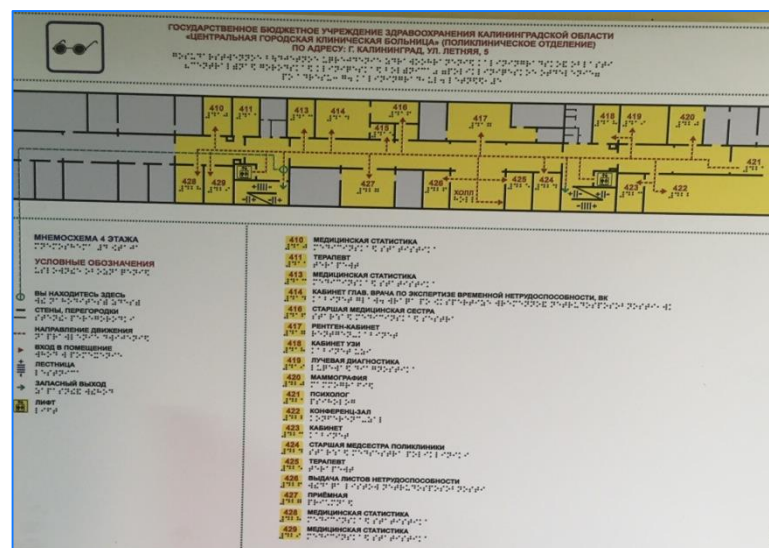 ГОСУДАРСТВЕННОЕ БЮДЖЕТНОЕ УЧРЕЖДЕНИЕ ЗДРАВООХРАНЕНИЯ КАЛИНИНГРАДСКОЙ ОБЛАСТИ
«ЦЕНТРАЛЬНАЯ ГОРОДСКАЯ КЛИНИЧЕСКАЯ БОЛЬНИЦА» (ПОЛИКЛИНИЧЕСКОЕ ОТДЕЛЕНИЕ)
ПО АДРЕСУ: Г. КАЛИНИНГРАД, УЛ. ЛЕТНЯЯ, 5
410 411 413 414 416 417 418 419 420
415 421
428 429 427 426 ХОЛЛ 425 424 423 422
МНЕМОСХЕМА 4 ЭТАЖА
УСЛОВНЫЕ ОБОЗНАЧЕНИЯ
ВЫ НАХОДИТЕСЬ ЗДЕСЬ
СТЕНЫ, ПЕРЕГОРОДКИ
НАПРАВЛЕНИЕ ДВИЖЕНИЯ
ВХОД В ПОМЕЩЕНИЕ
ЛЕСТНИЦА
ЗАПАСНЫЙ ВЫХОД
ЛИФТ
410 МЕДИЦИНСКАЯ СТАТИСТИКА
411 ТЕРАПЕВТ
413 МЕДИЦИНСКАЯ СТАТИСТИКА
414 КАБИНЕТ ГЛАВ. ВРАЧА ПО ЭКСПЕРТИЗЕ ВРЕМЕННОЙ НЕТРУДОСПОСОБНОСТИ, ВК
416 СТАРШАЯ МЕДИЦИНСКАЯ СЕСТРА
417 РЕНТГЕН-КАБИНЕТ
418 КАБИНЕТ УЗИ
419 ЛУЧЕВАЯ ДИАГНОСТИКА
420 МАММОГРАФИЯ
421 ПСИХОЛОГ
422 КОНФЕРЕНЦ-ЗАЛ
423 КАБИНЕТ
424 СТАРШАЯ МЕДСЕСТРА ПОЛИКЛИНИКИ
425 ТЕРАПЕВТ
426 ВЫДАЧА ЛИСТОВ НЕТРУДОСПОСОБНОСТИ
427 ПРИЁМНАЯ
428 МЕДИЦИНСКАЯ СТАТИСТИКА
429 МЕДИЦИНСКАЯ СТАТИСТИКА